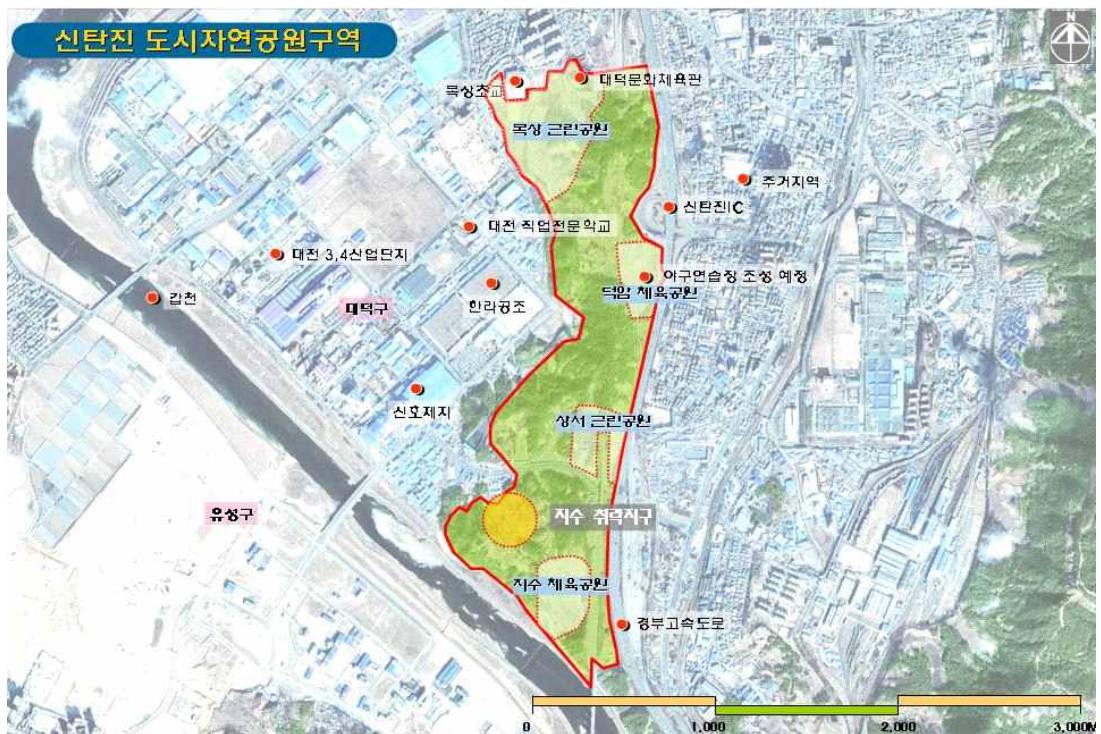 신탄진 도시자연공원구역
N
목상초교
대덕문화체육관
목상 근린공원
주거지역
신탄진IC
대전 직업전문학교
대전 3,4산업단지
야구연습장 조성 예정
갑천
대덕구
한라공조
덕암 체육공원
신호제지
상서 근린공원
유성구
지수 취락지구
지수 체육공원
경부고속도로
0
1,000
2,000
3,000M